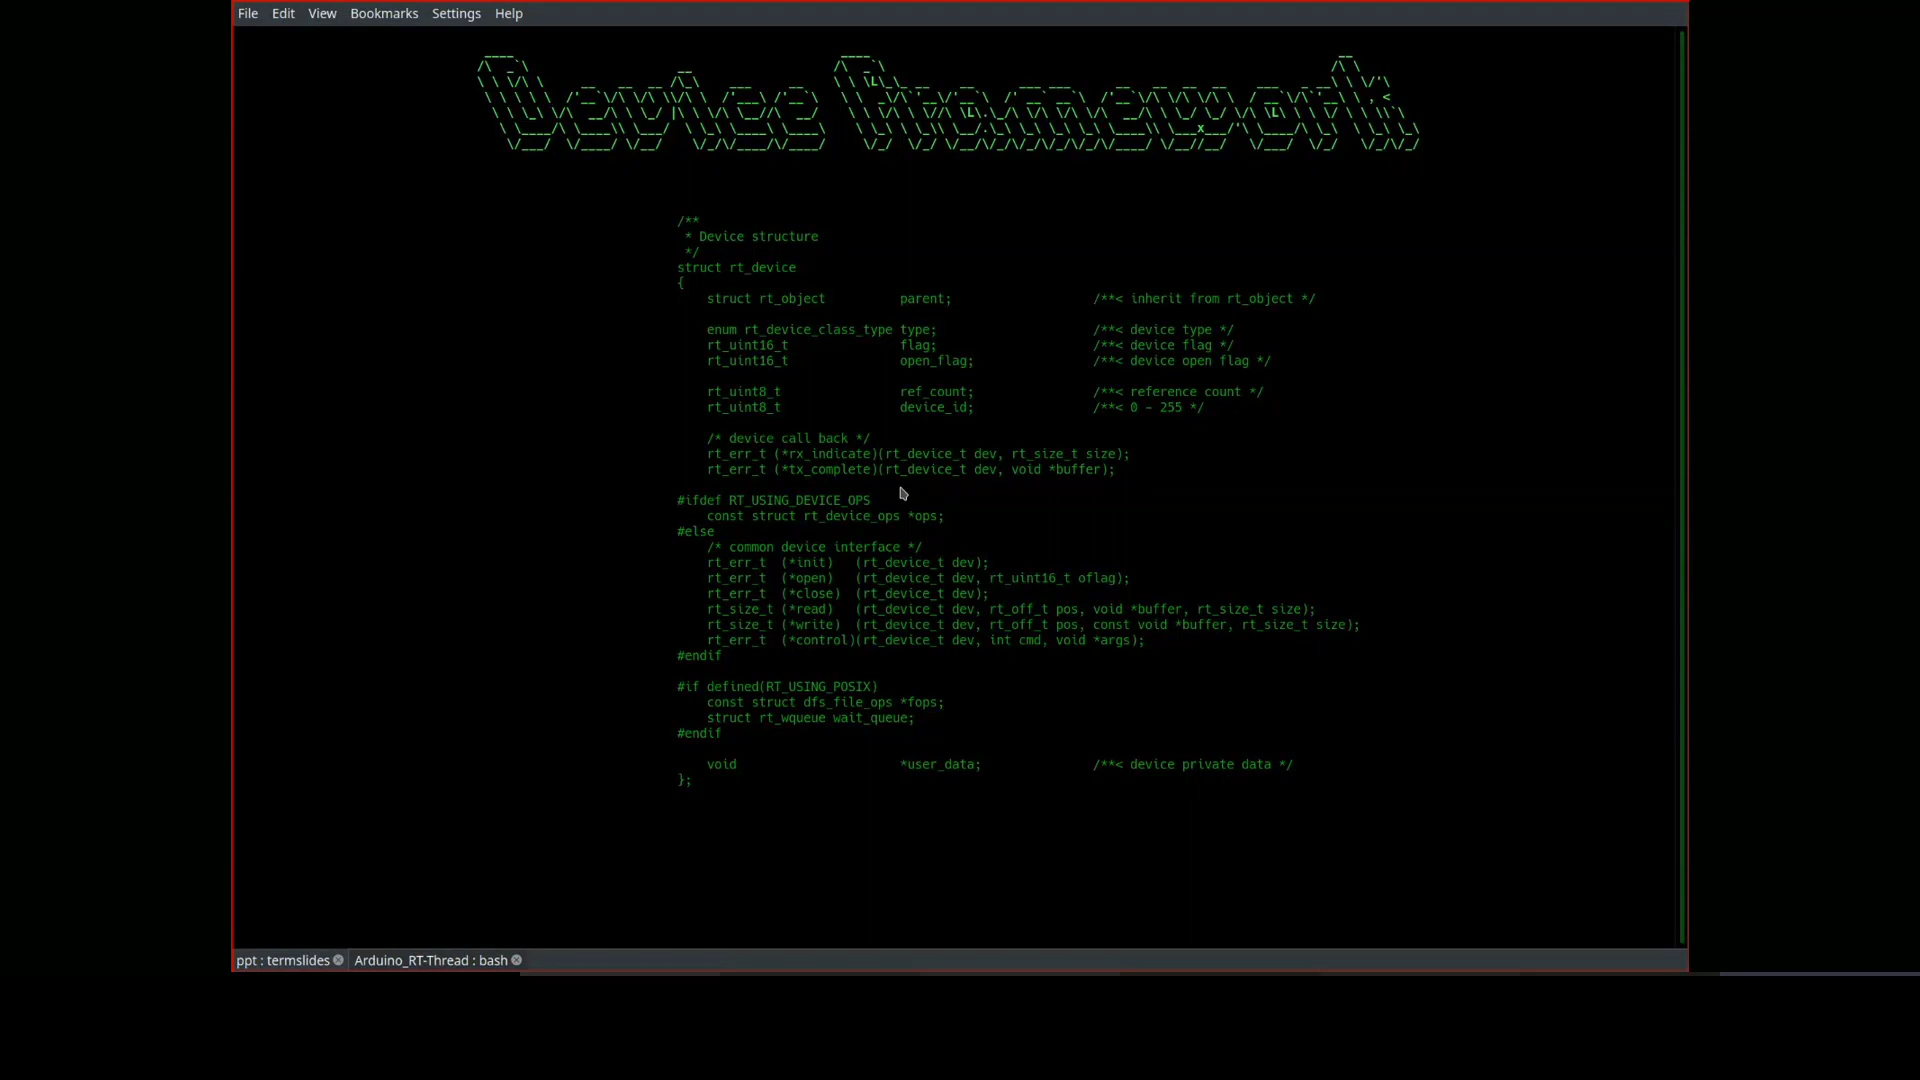 File Edit View Bookmarks Settings Help
Device Framework
/**
 * Device structure
 */
struct rt_device
{
    struct rt_object          parent;                   /**< inherit from rt_object */
    enum rt_device_class_type type;                     /**< device type */
    rt_uint16_t               flag;                     /**< device flag */
    rt_uint16_t               open_flag;                /**< device open flag */
    rt_uint8_t                ref_count;                /**< reference count */
    rt_uint8_t                device_id;                /**< 0 - 255 */
    /* device call back */
    rt_err_t (*rx_indicate)(rt_device_t dev, rt_size_t size);
    rt_err_t (*tx_complete)(rt_device_t dev, void *buffer);
#ifdef RT_USING_DEVICE_OPS
    const struct rt_device_ops *ops;
#else
    /* common device interface */
    rt_err_t  (*init)   (rt_device_t dev);
    rt_err_t  (*open)   (rt_device_t dev, rt_uint16_t oflag);
    rt_err_t  (*close)  (rt_device_t dev);
    rt_size_t (*read)   (rt_device_t dev, rt_off_t pos, void *buffer, rt_size_t size);
    rt_size_t (*write)  (rt_device_t dev, rt_off_t pos, const void *buffer, rt_size_t size);
    rt_err_t  (*control)(rt_device_t dev, int cmd, void *args);
#endif
#if defined(RT_USING_POSIX)
    const struct dfs_file_ops *fops;
    struct rt_wqueue wait_queue;
#endif
    void                      *user_data;               /**< device private data */
};
ppt : termslides Arduino_RT-Thread : bash